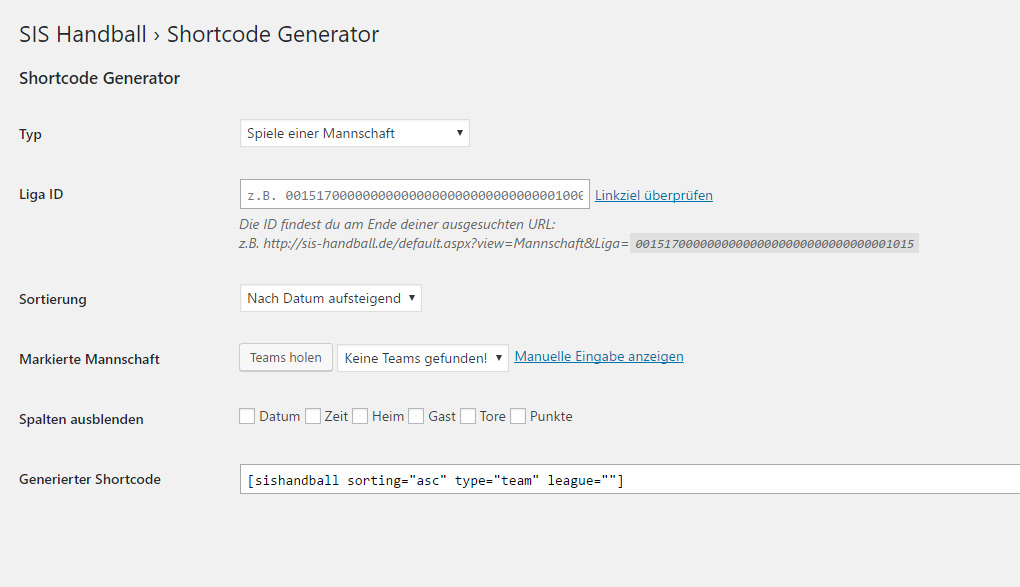 SIS Handball › Shortcode Generator
Shortcode Generator
Typ
Spiele einer Mannschaft
Liga ID
z.B. 001517000000000000000000000000000001000 Linkziel überprüfen
Die ID findest du am Ende deiner ausgesuchten URL:
z.B. http://sis-handball.de/default.aspx?view=Mannschaft&Liga= 001517000000000000000000000000000001015
Sortierung
Nach Datum aufsteigend
Markierte Mannschaft
Teams holen Keine Teams gefunden! Manuelle Eingabe anzeigen
Spalten ausblenden
Datum Zeit Heim Gast Tore Punkte
Generierter Shortcode
[sishandball sorting="asc" type="team" league=""]